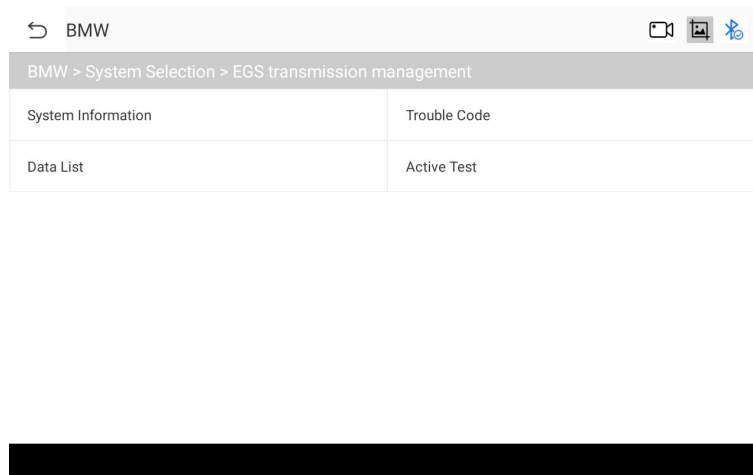 BMW
BMW > System Selection > EGS transmission management
System Information
Trouble Code
Data List
Active Test